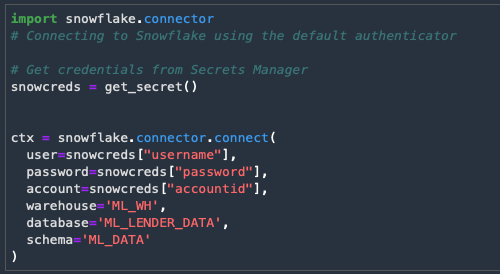 import snowflake.connector
# Connecting to Snowflake using the default authenticator
# Get credentials from Secrets Manager
snowcreds = get_secret()
ctx = snowflake.connector.connect(
user=snowcreds["username"],
password=snowcreds["password"],
account=snowcreds["accountid"],
warehouse='ML_WH',
database='ML_LENDER_DATA',
schema='ML_DATA'
)